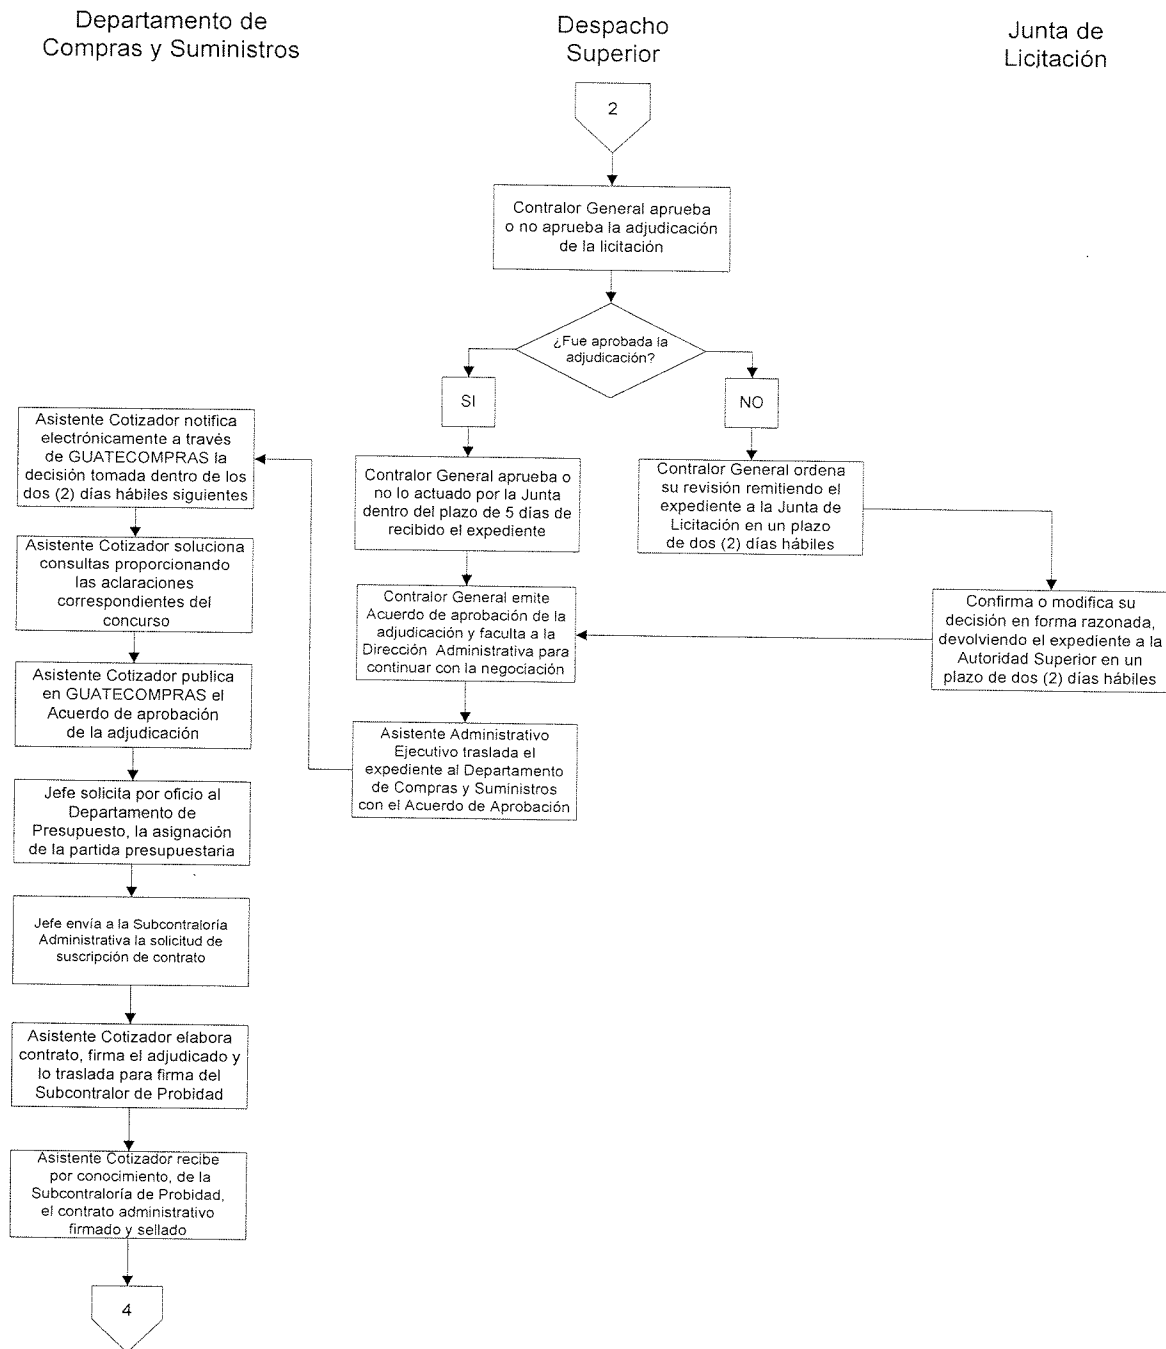 Departamento de
Compras y Suministros
Despacho
Superior
Junta de
Licitación
2
Contralor General aprueba
o no aprueba la adjudicación
de la licitación
¿Fue aprobada la
adjudicación?
SI
NO
Contralor General aprueba o
no lo actuado por la Junta
dentro del plazo de 5 días de
recibido el expediente
Contralor General ordena
su revisión remitiendo el
expediente a la Junta de
Licitación en un plazo
de dos (2) días hábiles
Confirma o modifica su
decisión en forma razonada,
devolviendo el expediente a la
Autoridad Superior en un
plazo de dos (2) días hábiles
Contralor General emite
Acuerdo de aprobación de la
adjudicación y faculta a la
Dirección Administrativa para
continuar con la negociación
Asistente Administrativo
Ejecutivo traslada el
expediente al Departamento
de Compras y Suministros
con el Acuerdo de Aprobación
Asistente Cotizador notifica
electrónicamente a través
de GUATECOMPRAS la
decisión tomada dentro de los
dos (2) días hábiles siguientes
Asistente Cotizador soluciona
consultas proporcionando
las aclaraciones
correspondientes del
concurso
Asistente Cotizador publica
en GUATECOMPRAS el
Acuerdo de aprobación
de la adjudicación
Jefe solicita por oficio al
Departamento de
Presupuesto, la asignación
de la partida presupuestaria
Jefe envía a la Subcontraloría
Administrativa la solicitud de
suscripción de contrato
Asistente Cotizador elabora
contrato, firma el adjudicado y
lo traslada para firma del
Subcontralor de Probidad
Asistente Cotizador recibe
por conocimiento, de la
Subcontraloría de Probidad,
el contrato administrativo
firmado y sellado
4